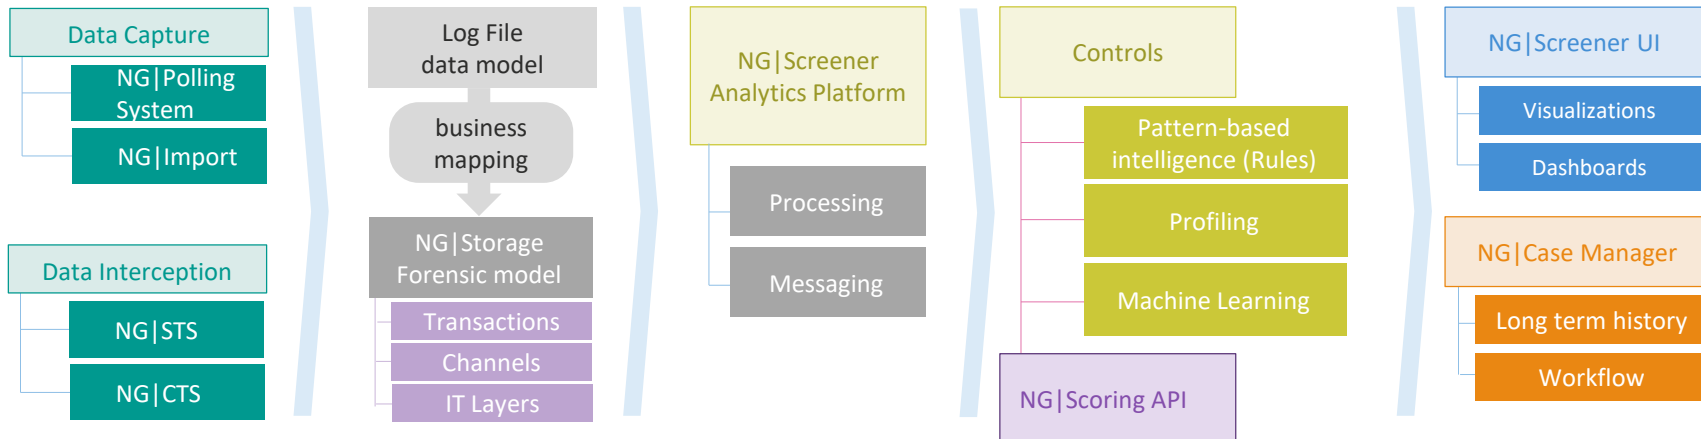 Data Capture
NG|Polling
System
NG|Import
Data Interception
NG|STS
NG|CTS
Log File
data model
business
mapping
NG|Storage
Forensic model
Transactions
Channels
IT Layers
NG|Screener
Analytics Platform
Processing
Messaging
Controls
Pattern-based
intelligence (Rules)
Profiling
Machine Learning
NG|Scoring API
NG|Screener UI
Visualizations
Dashboards
NG|Case Manager
Long term history
Workflow